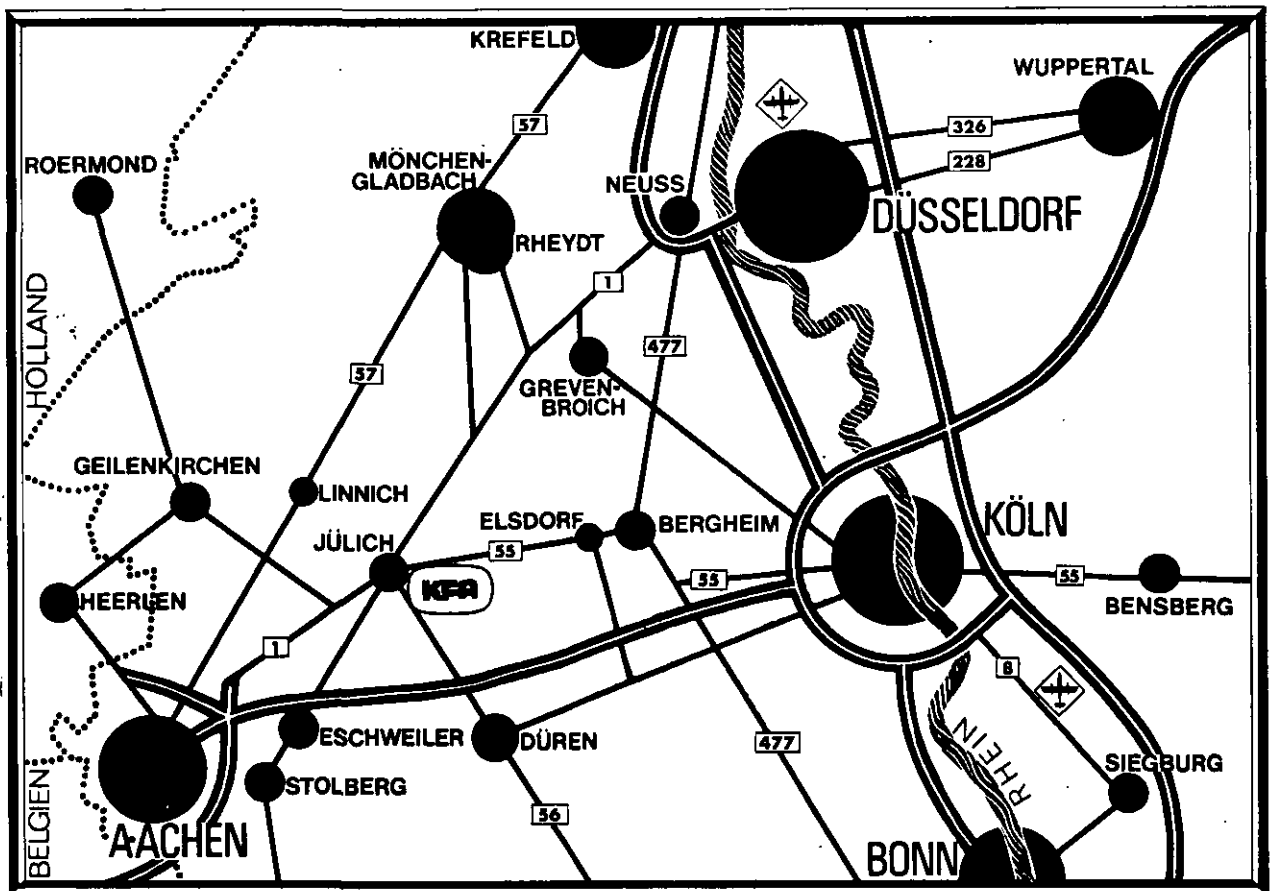 KREFELD
WUPPERTAL
57
326
ROERMOND
MÖNCHEN-
GLADBACH
228
NEUSS
DÜSSELDORF
RHEYDT
HOLLAND
1
477
57
GREVEN-
BROICH
GEILENKIRCHEN
LINNICH
KÖLN
ELSDORF
BERGHEIM
JÜLICH
55
KFA
55
55
HEERLEN
BENSBERG
1
8
ESCHWEILER
DÜREN
477
RHEIN
SIEGBURG
STOLBERG
56
BELGIEN
AACHEN
BONN